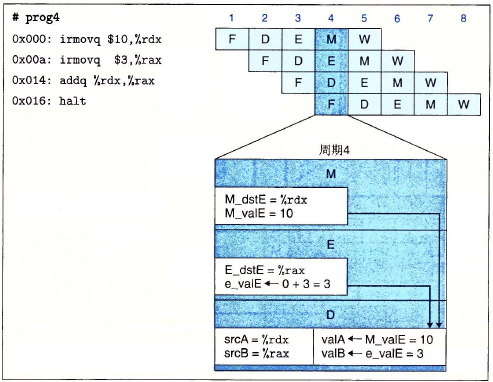 # prog4
1 2 3 4 5 6 7 8
0x000: irmovq $10,%rdx F D E M W
0x00a: irmovq $3,%rax F D E M W
0x014: addq %rdx,%rax F D E M W
0x016: halt F D E M W
周期4
M
M_dstE = %rdx
M_valE = 10
E
E_dstE = %rax
e_valE ← 0 + 3 = 3
D
srcA = %rdx valA ← M_valE = 10
srcB = %rax valB ← e_valE = 3